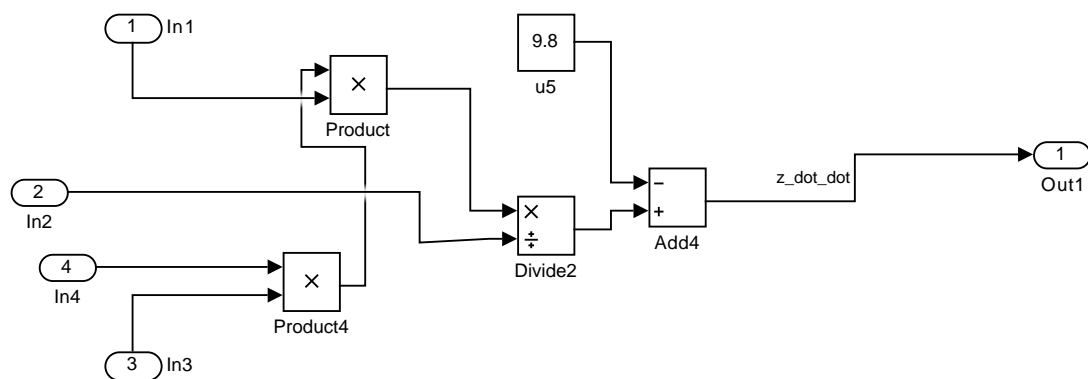 1
In1
9.8
u5
×
Product
2
In2
×
÷
Divide2
−
+
Add4
z_dot_dot
1
Out1
4
In4
×
Product4
3
In3